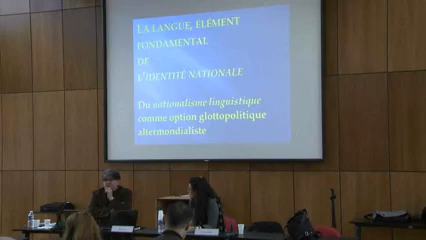 LA LANGUE, ÉLÉMENT
FONDAMENTAL
DE
L'IDENTITÉ NATIONALE
Du nationalisme linguistique
comme option glottopolitique
altermondialiste